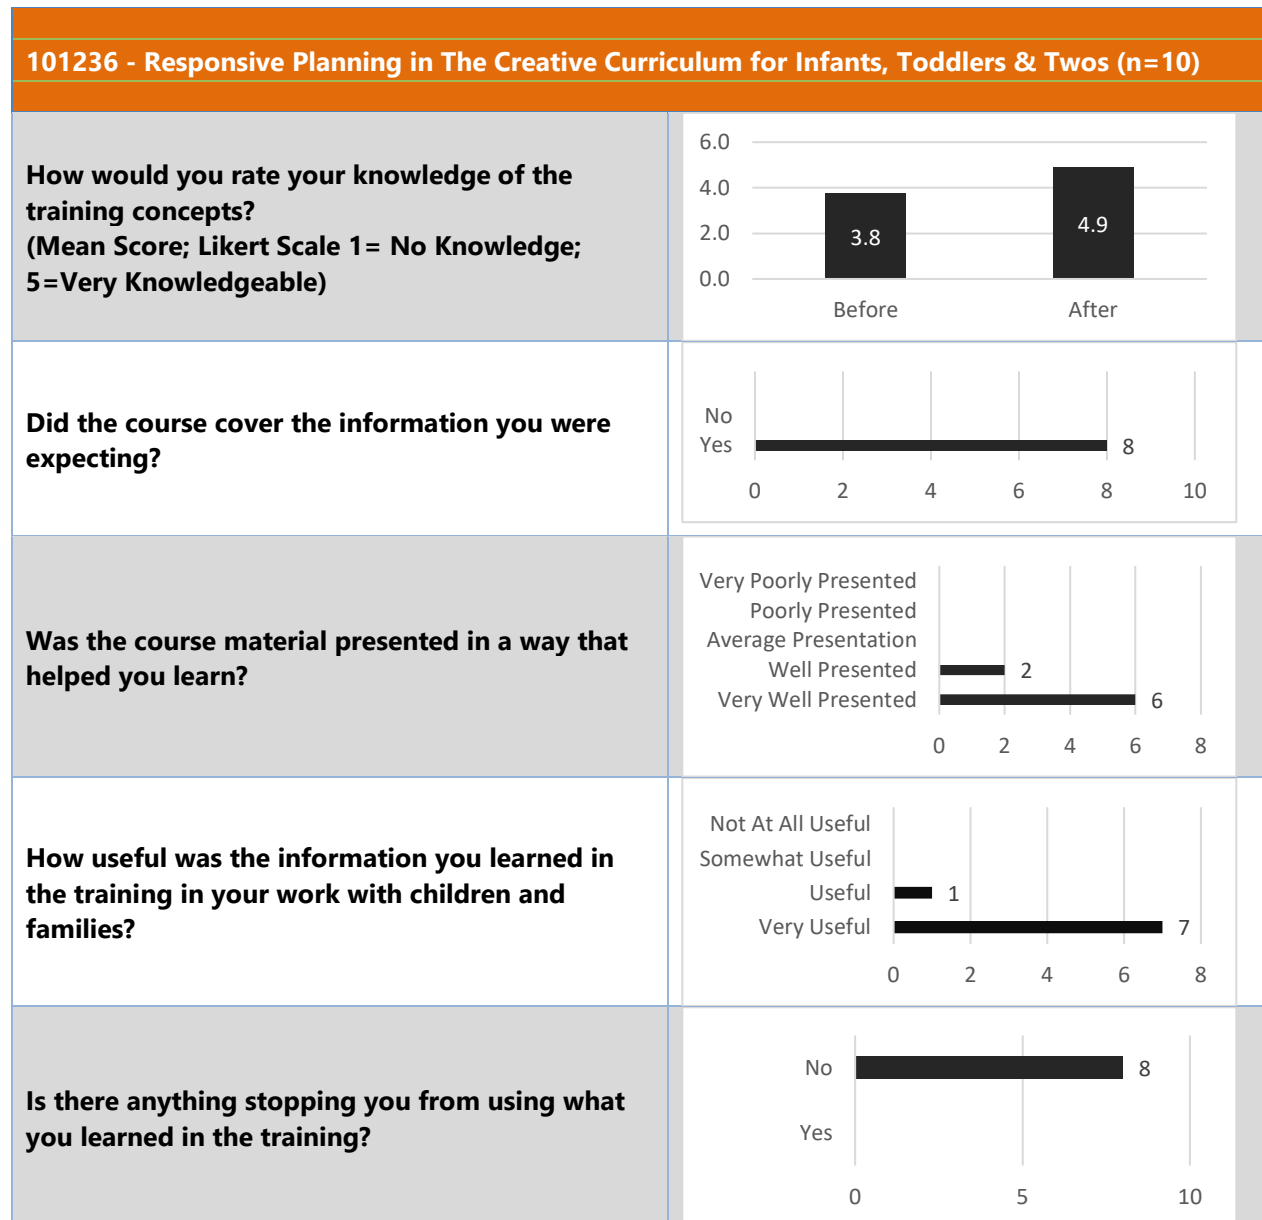 101236 - Responsive Planning in The Creative Curriculum for Infants, Toddlers & Twos (n=10)
How would you rate your knowledge of the
training concepts?
(Mean Score; Likert Scale 1= No Knowledge;
5=Very Knowledgeable)
6.0
4.0
2.0
0.0
3.8
4.9
Before After
Did the course cover the information you were
expecting?
No
Yes 8
0 2 4 6 8 10
Was the course material presented in a way that
helped you learn?
Very Poorly Presented
Poorly Presented
Average Presentation
Well Presented 2
Very Well Presented 6
0 2 4 6 8
How useful was the information you learned in
the training in your work with children and
families?
Not At All Useful
Somewhat Useful
Useful 1
Very Useful 7
0 2 4 6 8
Is there anything stopping you from using what
you learned in the training?
No 8
Yes
0 5 10